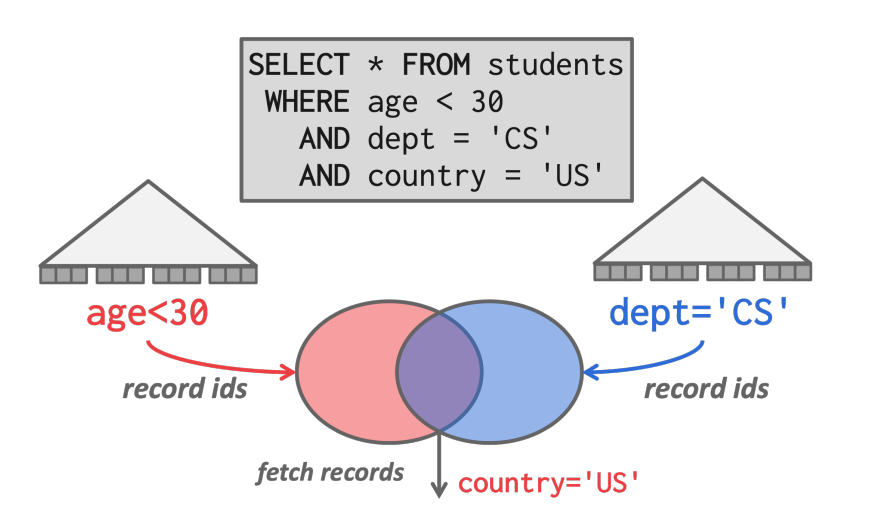 SELECT * FROM students
WHERE age < 30
AND dept = 'CS'
AND country = 'US'
age<30
dept='CS'
record ids
record ids
fetch records
country='US'